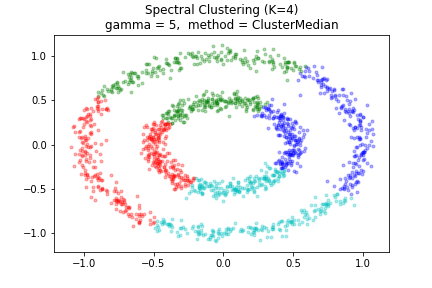 Spectral Clustering (K=4)
gamma = 5,  method = ClusterMedian
1.0
0.5
0.0
−0.5
−1.0
−1.0 −0.5 0.0 0.5 1.0